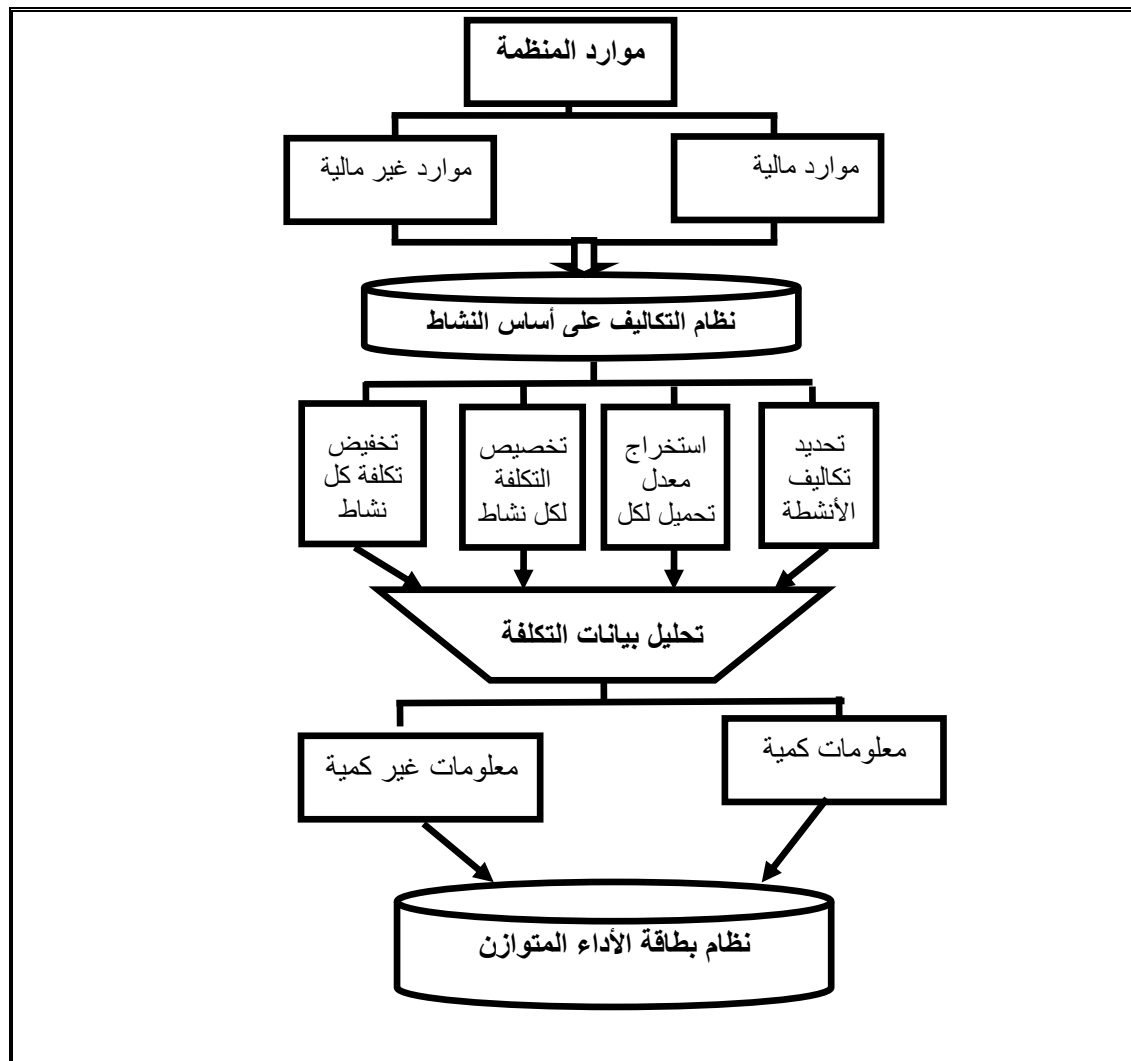 موارد المنظمة
موارد مالية
موارد غير مالية
نظام التكاليف على أساس النشاط
تحديد
تكاليف
الأنشطة
استخراج
معدل
تحميل لكل
تخصيص
التكلفة
لكل نشاط
تخفيض
تكلفة كل
نشاط
تحليل بيانات التكلفة
معلومات كمية
معلومات غير كمية
نظام بطاقة الأداء المتوازن